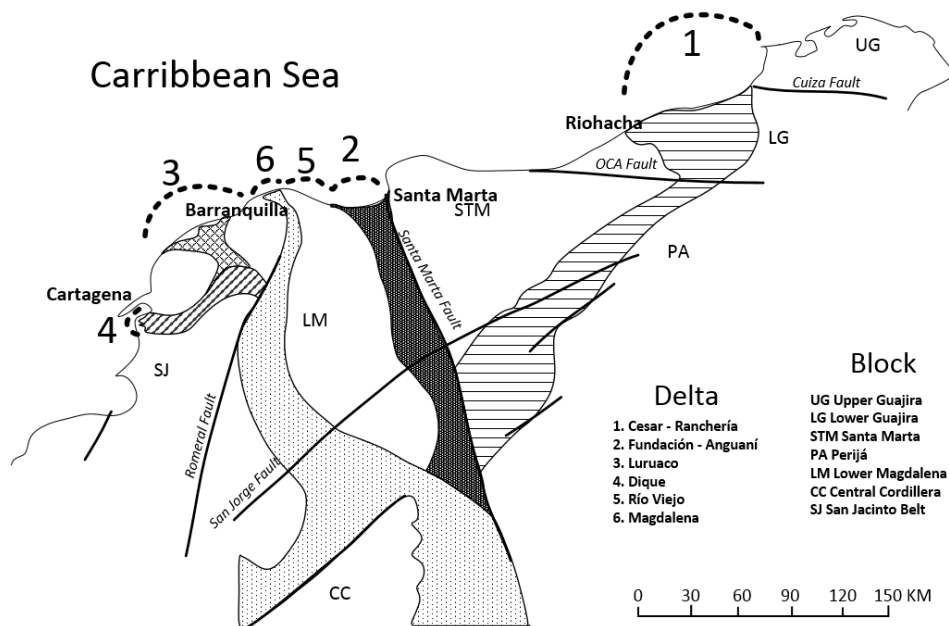 1
UG
Carribbean Sea
Cuiza Fault
Riohacha
LG
6 5 2
3
OCA Fault
Barranquilla
Santa Marta
STM
Santa Marta Fault
PA
Cartagena
4
LM
SJ
Romeral Fault
San Jorge Fault
CC
Delta
1. Cesar - Ranchería
2. Fundación - Anguaní
3. Luruaco
4. Dique
5. Río Viejo
6. Magdalena
Block
UG Upper Guajira
LG Lower Guajira
STM Santa Marta
PA Perijá
LM Lower Magdalena
CC Central Cordillera
SJ San Jacinto Belt
0 30 60 90 120 150 KM